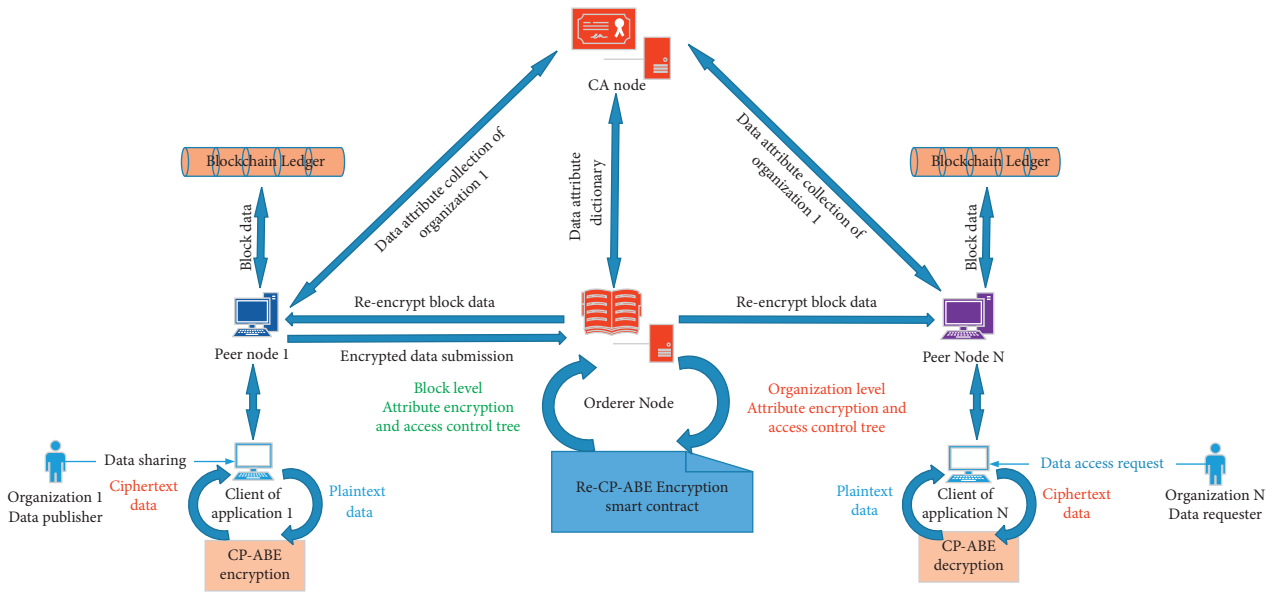 CA node
Blockchain Ledger
Blockchain Ledger
Data attribute collection of
organization 1
Data attribute
dictionary
Data attribute collection of
organization 1
Block data
Block data
Re-encrypt block data
Re-encrypt block data
Peer node 1
Encrypted data submission
Peer Node N
Block level
Attribute encryption
and access control tree
Orderer Node
Organization level
Attribute encryption and
access control tree
Data sharing
Data access request
Organization 1
Data publisher
Ciphertext
data
Client of
application 1
Plaintext
data
Re-CP-ABE Encryption
smart contract
Plaintext
data
Client of
application N
Ciphertext
data
Organization N
Data requester
CP-ABE
encryption
CP-ABE
decryption